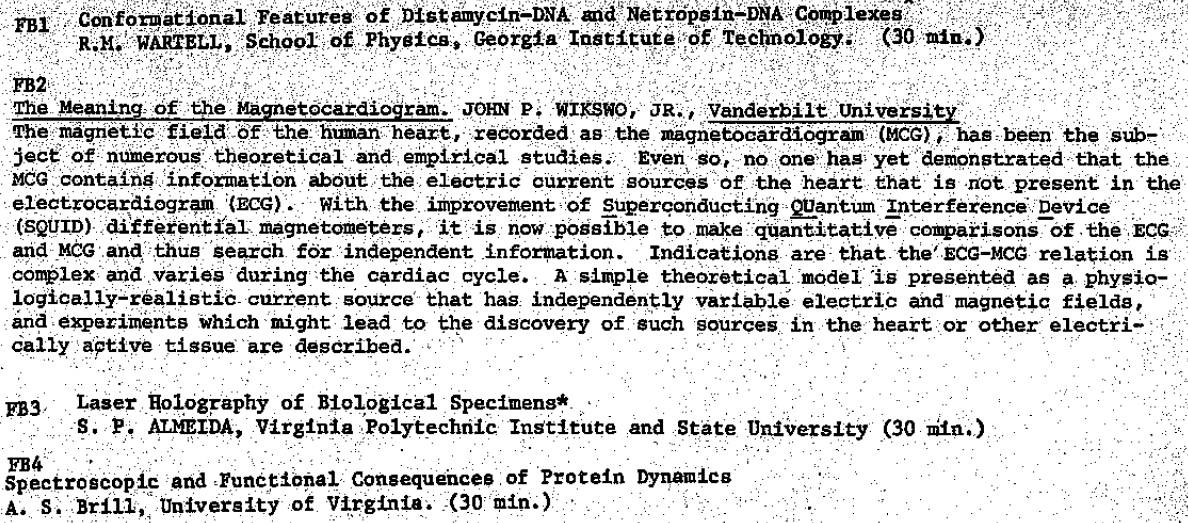 FB1 Conformational Features of Distamycin-DNA and Netropsin-DNA Complexes
R.M. WARTELL, School of Physics, Georgia Institute of Technology. (30 min.)
FB2
The Meaning of the Magnetocardiogram. JOHN P. WIKSWO, JR., Vanderbilt University
The magnetic field of the human heart, recorded as the magnetocardiogram (MCG), has been the sub-
ject of numerous theoretical and empirical studies. Even so, no one has yet demonstrated that the
MCG contains information about the electric current sources of the heart that is not present in the
electrocardiogram (ECG). With the improvement of Superconducting QUantum Interference Device
(SQUID) differential magnetometers, it is now possible to make quantitative comparisons of the ECG
and MCG and thus search for independent information. Indications are that the ECG-MCG relation is
complex and varies during the cardiac cycle. A simple theoretical model is presented as a physio-
logically-realistic current source that has independently variable electric and magnetic fields,
and experiments which might lead to the discovery of such sources in the heart or other electri-
cally active tissue are described.
FB3 Laser Holography of Biological Specimens*
S. P. ALMEIDA, Virginia Polytechnic Institute and State University (30 min.)
FB4
Spectroscopic and Functional Consequences of Protein Dynamics
A. S. Brill, University of Virginia. (30 min.)